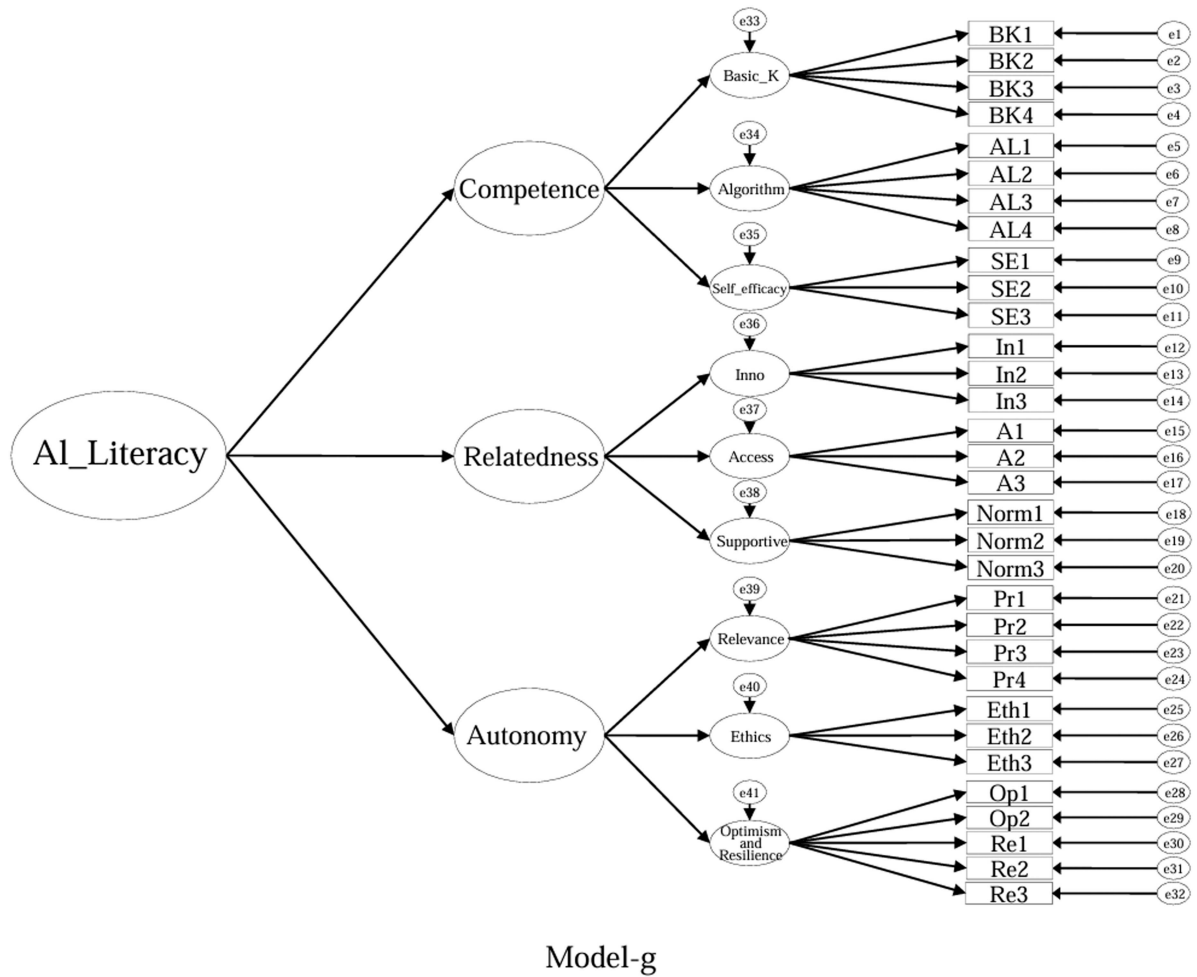 e33
Basic_K
BK1 e1
BK2 e2
BK3 e3
BK4 e4
e34
Algorithm
AL1 e5
AL2 e6
AL3 e7
AL4 e8
Competence
e35
Self_efficacy
SE1 e9
SE2 e10
SE3 e11
e36
Inno
In1 e12
In2 e13
In3 e14
e37
Access
A1 e15
A2 e16
A3 e17
Al_Literacy
Relatedness
e38
Supportive
Norm1 e18
Norm2 e19
Norm3 e20
e39
Relevance
Pr1 e21
Pr2 e22
Pr3 e23
Pr4 e24
e40
Ethics
Eth1 e25
Eth2 e26
Eth3 e27
Autonomy
e41
Optimism
and
Resilience
Op1 e28
Op2 e29
Re1 e30
Re2 e31
Re3 e32
Model-g